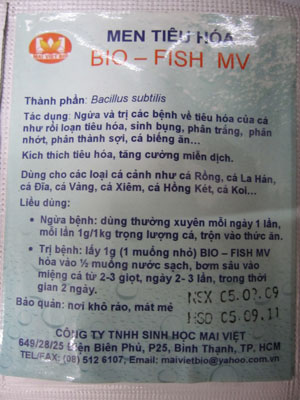 MAI VIỆT BIO
MEN TIÊU HÓA
BIO – FISH MV
Thành phần: Bacillus subtilis
Tác dụng: Ngừa và trị các bệnh về tiêu hóa của cá
như rối loạn tiêu hóa, sinh bụng, phân trắng, phân
nhớt, phân thành sợi, cá biếng ăn...
Kích thích tiêu hóa, tăng cường miễn dịch.
Dùng cho các loại cá cảnh như cá Rồng, cá La Hán,
cá Đĩa, cá Vàng, cá Xiêm, cá Hồng Két, cá Koi...
Liều dùng:
• Ngừa bệnh: dùng thường xuyên mỗi ngày 1 lần,
mỗi lần 1g/1kg trọng lượng cá, trộn vào thức ăn.
• Trị bệnh: lấy 1g (1 muỗng nhỏ) BIO – FISH MV
hòa vào ½ muỗng nước sạch, bơm sâu vào
miệng cá từ 2-3 giọt, ngày 2- 3 lần, trong thời
gian 2 ngày.
NSX 05.09.09
Bảo quản: nơi khô ráo, mát mẻ
HSD 05.09.11
CÔNG TY TNHH SINH HỌC MAI VIỆT
649/28/25 Điện Biên Phủ, P25, Bình Thạnh, TP, HCM
TEL/FAX: (08) 512 6107, Email: maivietbio@yahoo.com.vn